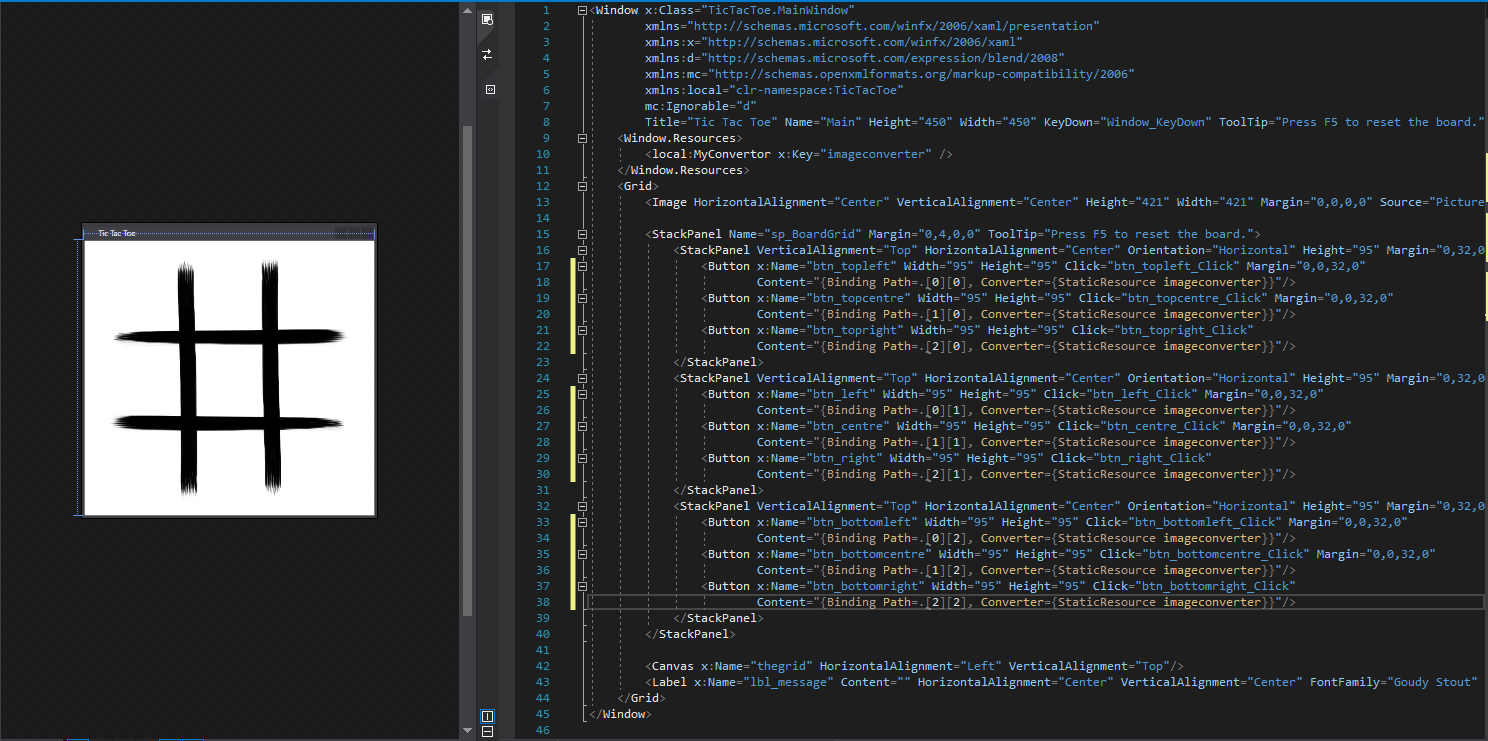 Tic Tac Toe
1 <Window x:Class="TicTacToe.MainWindow"
2 xmlns="http://schemas.microsoft.com/winfx/2006/xaml/presentation"
3 xmlns:x="http://schemas.microsoft.com/winfx/2006/xaml"
4 xmlns:d="http://schemas.microsoft.com/expression/blend/2008"
5 xmlns:mc="http://schemas.openxmlformats.org/markup-compatibility/2006"
6 xmlns:local="clr-namespace:TicTacToe"
7 mc:Ignorable="d"
8 Title="Tic Tac Toe" Name="Main" Height="450" Width="450" KeyDown="Window_KeyDown" ToolTip="Press F5 to reset the board."
9 <Window.Resources>
10 <local:MyConvertor x:Key="imageconverter" />
11 </Window.Resources>
12 <Grid>
13 <Image HorizontalAlignment="Center" VerticalAlignment="Center" Height="421" Width="421" Margin="0,0,0,0" Source="Picture
14
15 <StackPanel Name="sp_BoardGrid" Margin="0,4,0,0" ToolTip="Press F5 to reset the board.">
16 <StackPanel VerticalAlignment="Top" HorizontalAlignment="Center" Orientation="Horizontal" Height="95" Margin="0,32,0
17 <Button x:Name="btn_topleft" Width="95" Height="95" Click="btn_topleft_Click" Margin="0,0,32,0"
18 Content="{Binding Path=.[0][0], Converter={StaticResource imageconverter}}"/>
19 <Button x:Name="btn_topcentre" Width="95" Height="95" Click="btn_topcentre_Click" Margin="0,0,32,0"
20 Content="{Binding Path=.[1][0], Converter={StaticResource imageconverter}}"/>
21 <Button x:Name="btn_topright" Width="95" Height="95" Click="btn_topright_Click"
22 Content="{Binding Path=.[2][0], Converter={StaticResource imageconverter}}"/>
23 </StackPanel>
24 <StackPanel VerticalAlignment="Top" HorizontalAlignment="Center" Orientation="Horizontal" Height="95" Margin="0,32,0
25 <Button x:Name="btn_left" Width="95" Height="95" Click="btn_left_Click" Margin="0,0,32,0"
26 Content="{Binding Path=.[0][1], Converter={StaticResource imageconverter}}"/>
27 <Button x:Name="btn_centre" Width="95" Height="95" Click="btn_centre_Click" Margin="0,0,32,0"
28 Content="{Binding Path=.[1][1], Converter={StaticResource imageconverter}}"/>
29 <Button x:Name="btn_right" Width="95" Height="95" Click="btn_right_Click"
30 Content="{Binding Path=.[2][1], Converter={StaticResource imageconverter}}"/>
31 </StackPanel>
32 <StackPanel VerticalAlignment="Top" HorizontalAlignment="Center" Orientation="Horizontal" Height="95" Margin="0,32,0
33 <Button x:Name="btn_bottomleft" Width="95" Height="95" Click="btn_bottomleft_Click" Margin="0,0,32,0"
34 Content="{Binding Path=.[0][2], Converter={StaticResource imageconverter}}"/>
35 <Button x:Name="btn_bottomcentre" Width="95" Height="95" Click="btn_bottomcentre_Click" Margin="0,0,32,0"
36 Content="{Binding Path=.[1][2], Converter={StaticResource imageconverter}}"/>
37 <Button x:Name="btn_bottomright" Width="95" Height="95" Click="btn_bottomright_Click"
38 Content="{Binding Path=.[2][2], Converter={StaticResource imageconverter}}"/>
39 </StackPanel>
40 </StackPanel>
41
42 <Canvas x:Name="thegrid" HorizontalAlignment="Left" VerticalAlignment="Top"/>
43 <Label x:Name="lbl_message" Content="" HorizontalAlignment="Center" VerticalAlignment="Center" FontFamily="Goudy Stout"
44 </Grid>
45 </Window>
46